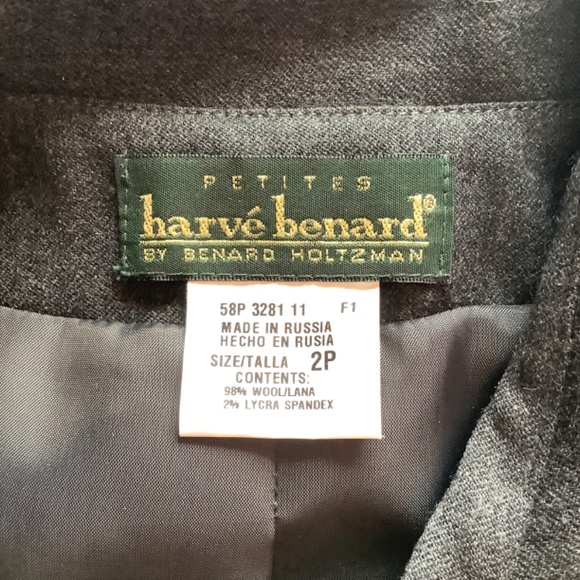 PETITES
harvé benard®
BY BENARD HOLTZMAN
58P 3281 11 F1
MADE IN RUSSIA
HECHO EN RUSIA
SIZE/TALLA 2P
CONTENTS:
98% WOOL/LANA
2% LYCRA SPANDEX